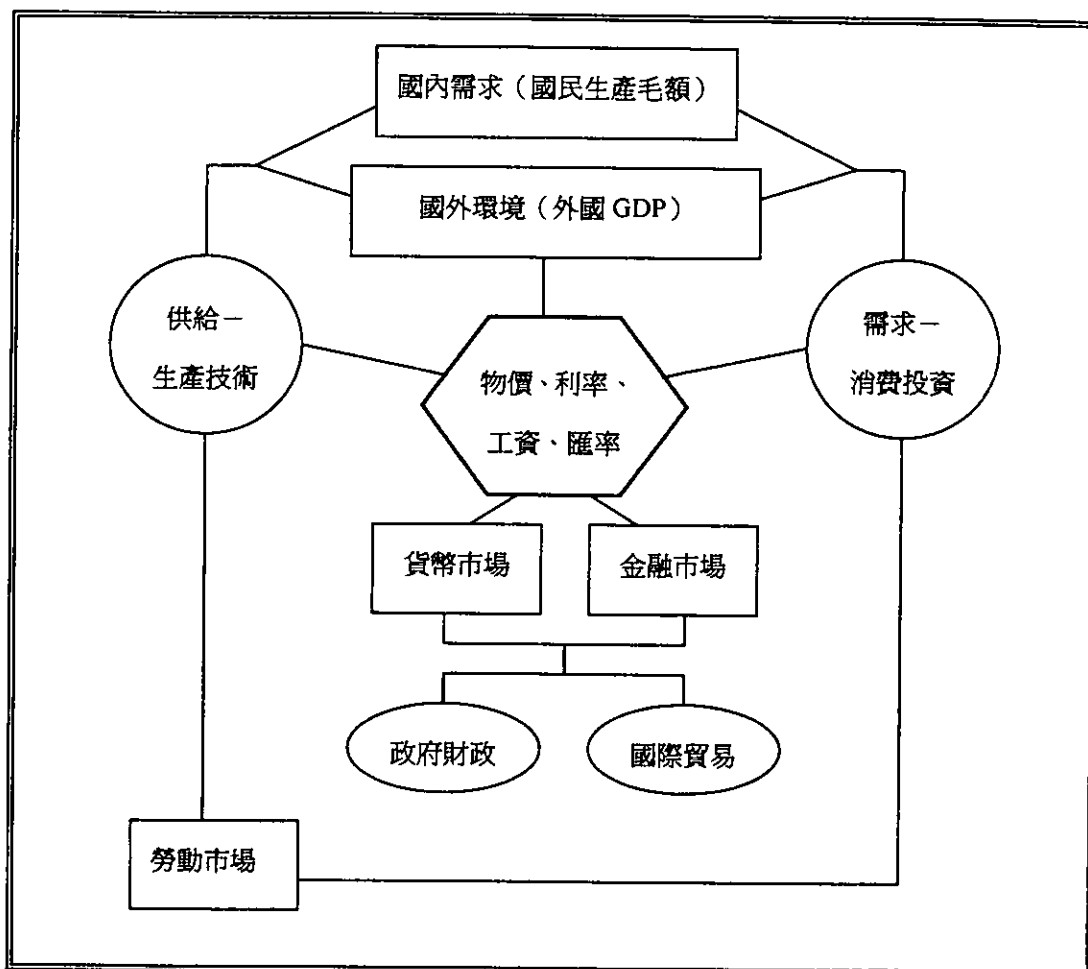 國內需求（國民生產毛額）
國外環境（外國 GDP）
供給－
生產技術
物價、利率、
工資、匯率
需求－
消費投資
貨幣市場
金融市場
政府財政
國際貿易
勞動市場